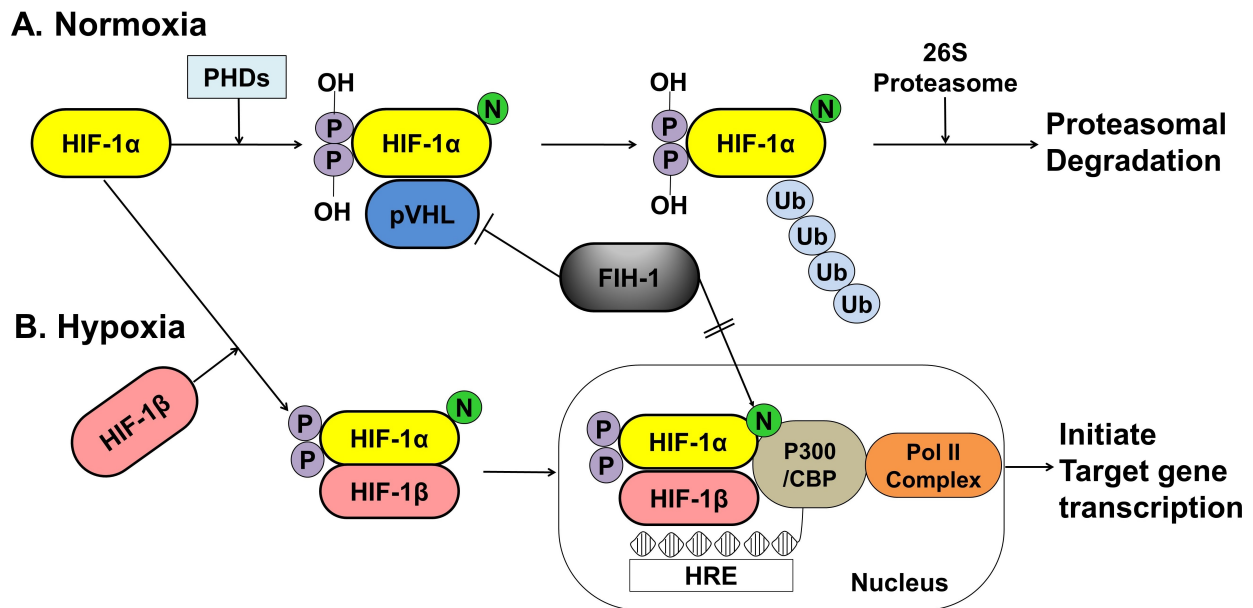 A. Normoxia
PHDs
26S
Proteasome
HIF-1α
OH
P
P
OH
HIF-1α
N
pVHL
OH
P
P
OH
HIF-1α
N
Ub
Ub
Ub
Ub
Proteasomal
Degradation
FIH-1
B. Hypoxia
HIF-1β
P
P
N
HIF-1α
HIF-1β
P
P
N
HIF-1α
HIF-1β
P300
/CBP
Pol II
Complex
HRE
Nucleus
Initiate
Target gene
transcription